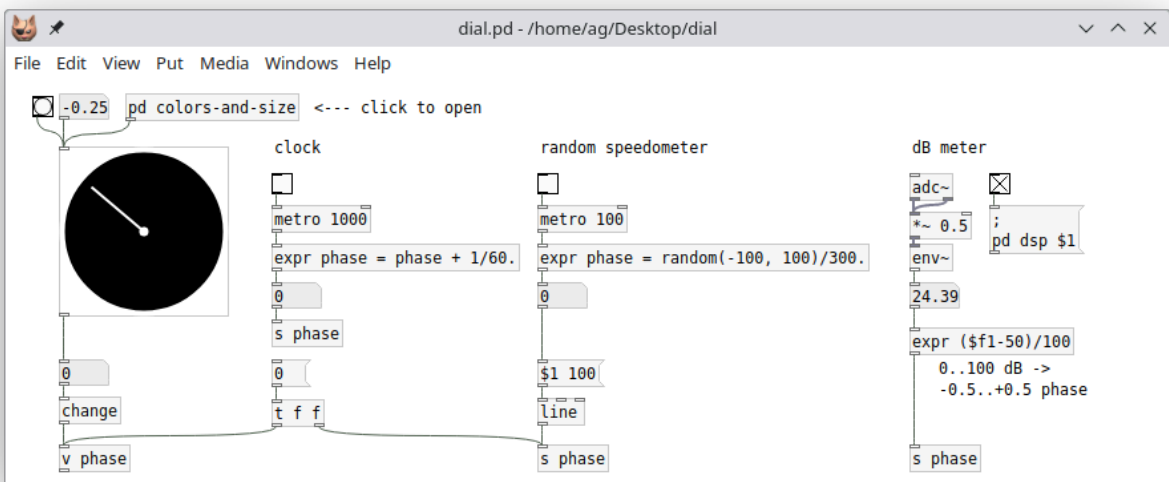 dial.pd - /home/ag/Desktop/dial
File Edit View Put Media Windows Help
-0.25
pd colors-and-size
<--- click to open
clock
random speedometer
dB meter
metro 1000
metro 100
adc~
*~ 0.5
;
pd dsp $1
expr phase = phase + 1/60.
expr phase = random(-100, 100)/300.
env~
0
0
24.39
s phase
expr ($f1-50)/100
0..100 dB ->
-0.5..+0.5 phase
0
0
$1 100
change
t f f
line
v phase
s phase
s phase